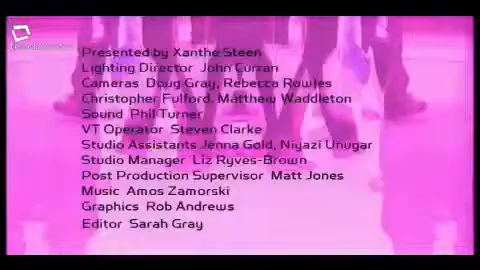 Presented by Xanthe Steen
Lighting Director John Curran
Cameras Doug Gray, Rebecca Rowles
Christopher Fulford, Matthew Waddleton
Sound Phil Turner
VT Operator Steven Clarke
Studio Assistants Jenna Gold, Niyazi Unugar
Studio Manager Liz Ryves-Brown
Post Production Supervisor Matt Jones
Music Amos Zamorski
Graphics Rob Andrews
Editor Sarah Gray